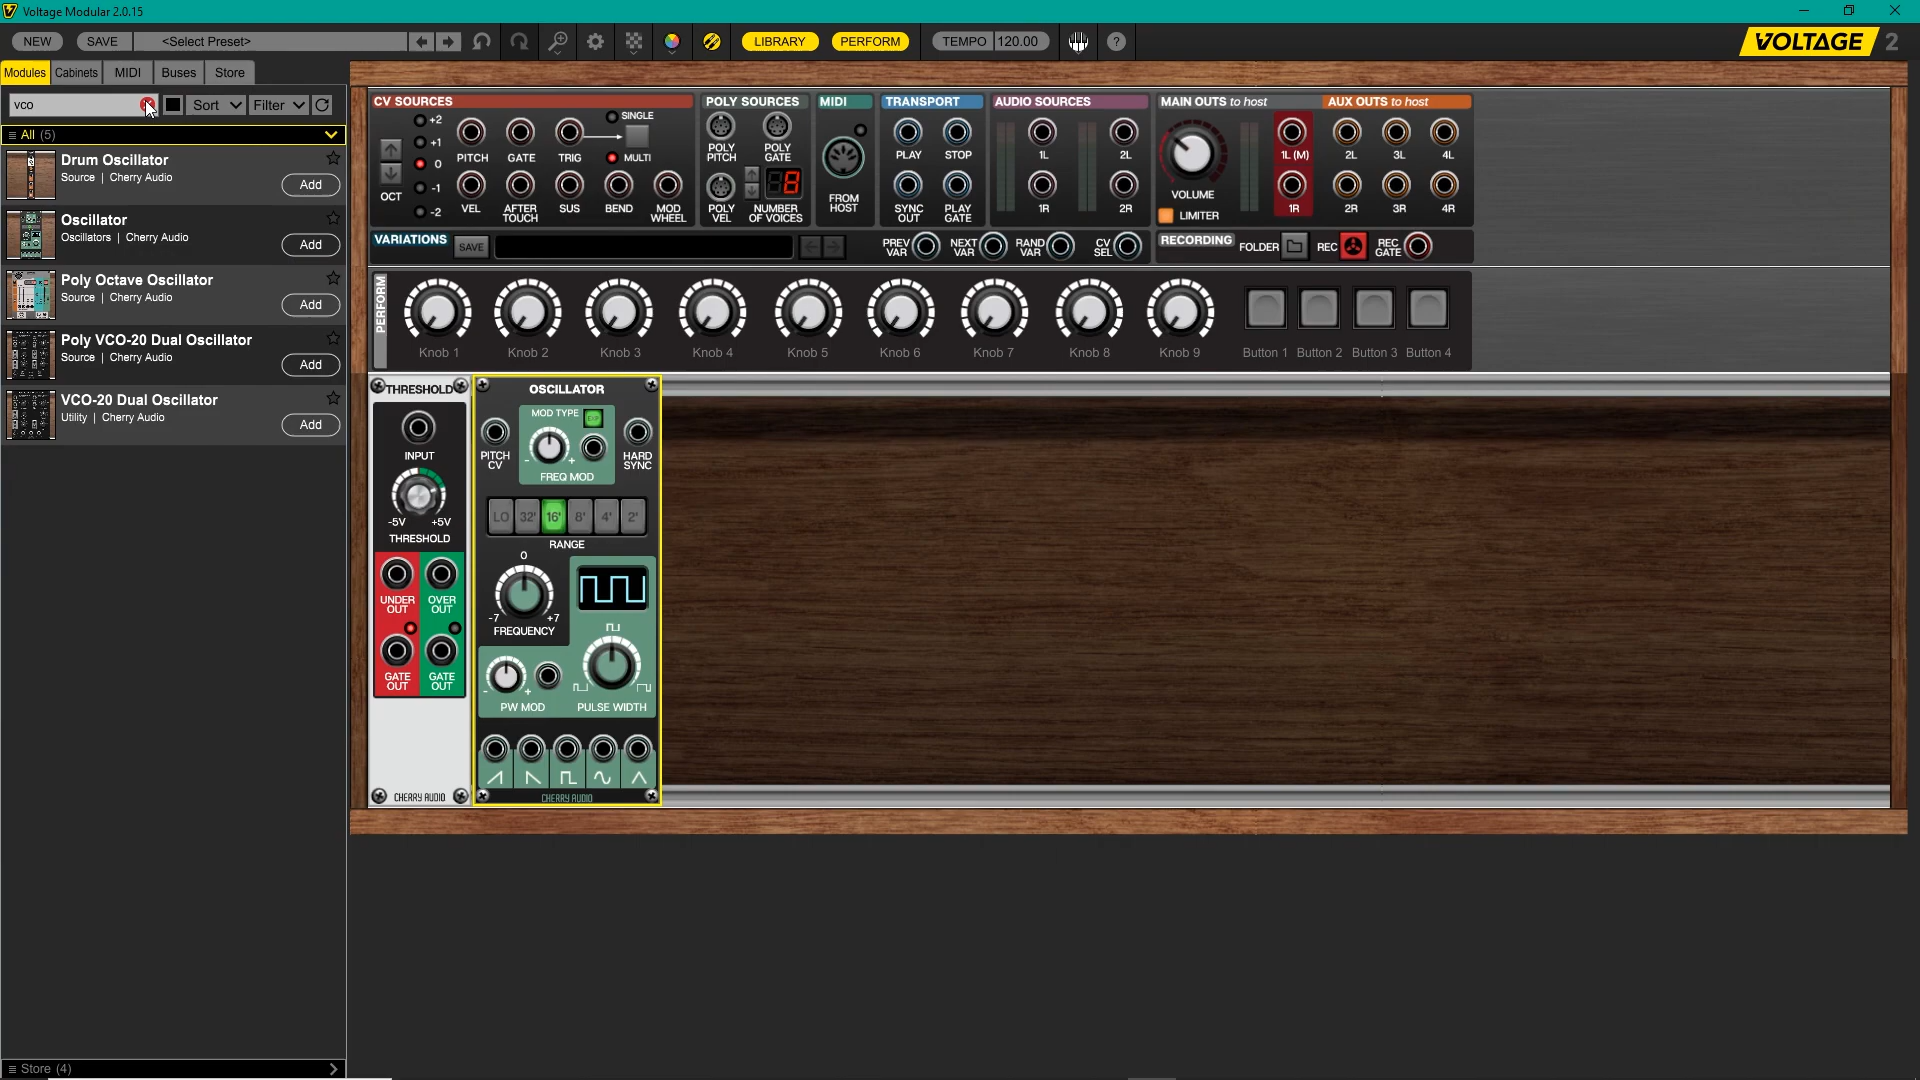 Voltage Modular 2.0.15
NEW SAVE <Select Preset> LIBRARY PERFORM TEMPO 120.00 ? VOLTAGE 2
Modules Cabinets MIDI Buses Store
vco Sort Filter
All (5)
Drum Oscillator
Source | Cherry Audio
Add
Oscillator
Oscillators | Cherry Audio
Add
Poly Octave Oscillator
Source | Cherry Audio
Add
Poly VCO-20 Dual Oscillator
Source | Cherry Audio
Add
VCO-20 Dual Oscillator
Utility | Cherry Audio
Add
Store (4)
CV SOURCES
+2
+1
0
-1
-2
OCT
PITCH GATE TRIG
SINGLE
MULTI
VEL AFTER TOUCH SUS BEND MOD WHEEL
POLY SOURCES
POLY PITCH POLY GATE
POLY VEL 8 NUMBER OF VOICES
MIDI
FROM HOST
TRANSPORT
PLAY STOP
SYNC OUT PLAY GATE
AUDIO SOURCES
1L 2L
1R 2R
MAIN OUTS to host AUX OUTS to host
VOLUME
LIMITER
1L (M) 2L 3L 4L
1R 2R 3R 4R
VARIATIONS SAVE PREV VAR NEXT VAR RAND VAR CV SEL
RECORDING FOLDER REC REC GATE
PERFORM
Knob 1 Knob 2 Knob 3 Knob 4 Knob 5 Knob 6 Knob 7 Knob 8 Knob 9 Button 1 Button 2 Button 3 Button 4
THRESHOLD
INPUT
-5V +5V
THRESHOLD
UNDER OUT OVER OUT
GATE OUT GATE OUT
CHERRY AUDIO
OSCILLATOR
MOD TYPE EXP
PITCH CV - + HARD SYNC
FREQ MOD
LO 32' 16' 8' 4' 2'
RANGE
0
-7 +7
FREQUENCY
- +
PW MOD PULSE WIDTH
CHERRY AUDIO